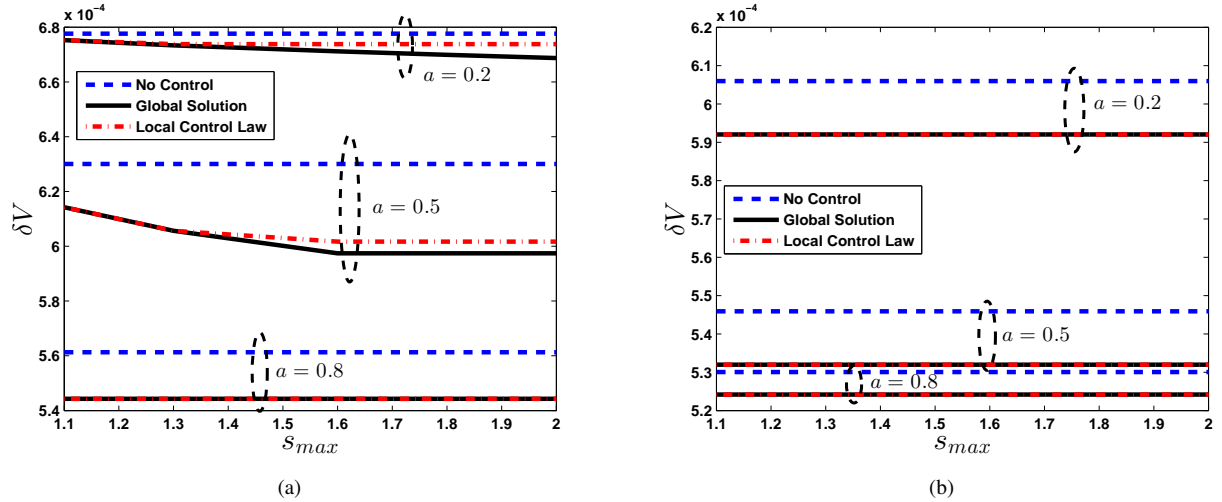 x 10⁻⁴
6.8
6.6
6.4
6.2
6
5.8
5.6
5.4
δV
1.1 1.2 1.3 1.4 1.5 1.6 1.7 1.8 1.9 2
s_max
No Control
Global Solution
Local Control Law
a = 0.2
a = 0.5
a = 0.8
(a)
x 10⁻⁴
6.2
6.1
6
5.9
5.8
5.7
5.6
5.5
5.4
5.3
5.2
δV
1.1 1.2 1.3 1.4 1.5 1.6 1.7 1.8 1.9 2
s_max
a = 0.2
No Control
Global Solution
Local Control Law
a = 0.5
a = 0.8
(b)